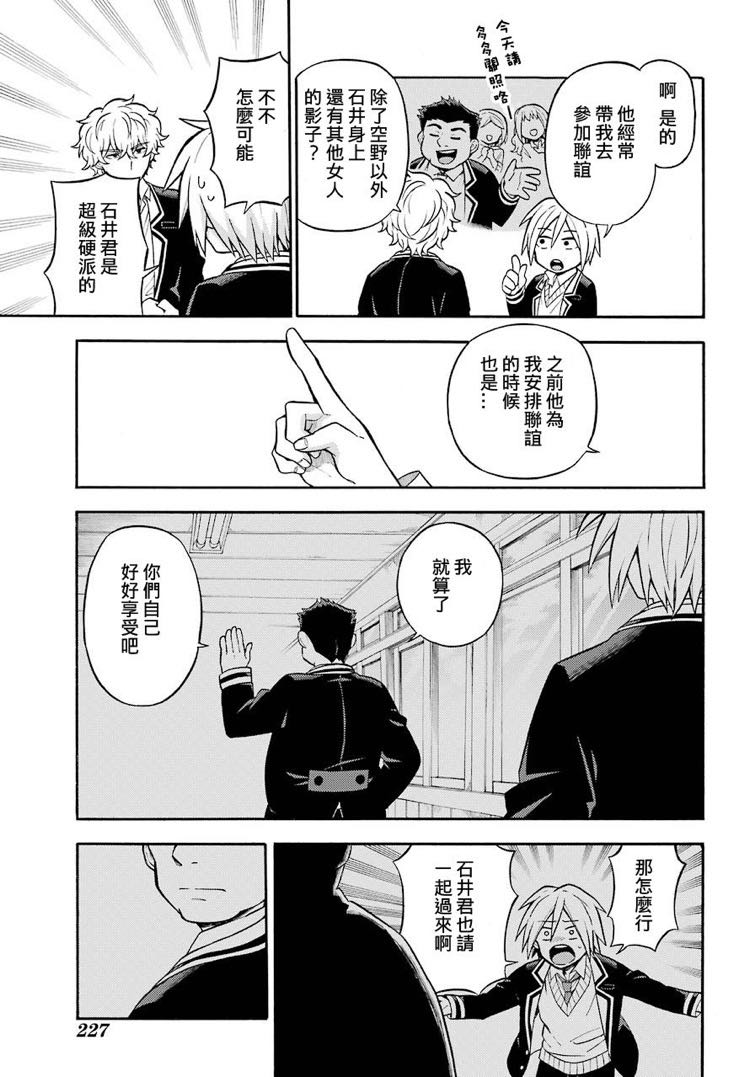 啊 是的
他經常
帶我去
參加聯誼
今天請
多多關照咯
除了空野以外
石井身上
還有其他女人
的影子？
不不
怎麼可能
石井君是
超級硬派的
之前他為
我安排聯誼
的時候
也是…
我
就算了
你們自己
好好享受吧
那怎麼行
石井君也請
一起過來啊
227